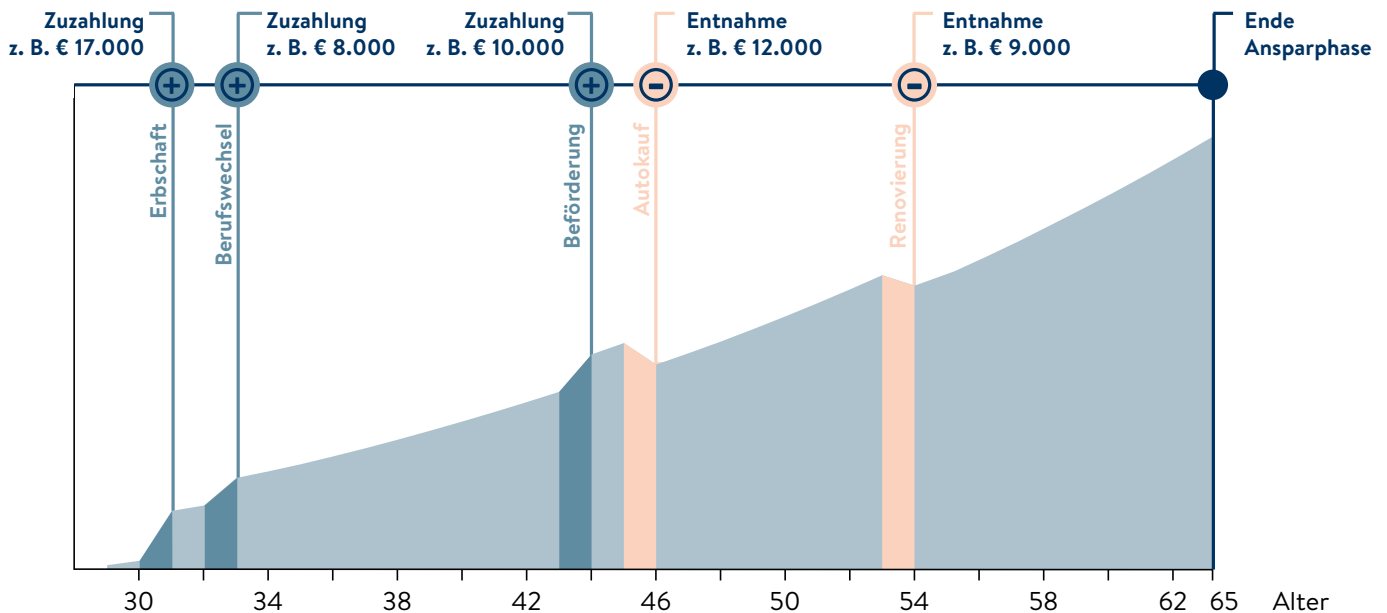 Zuzahlung
z. B. € 17.000
Zuzahlung
z. B. € 8.000
Zuzahlung
z. B. € 10.000
Entnahme
z. B. € 12.000
Entnahme
z. B. € 9.000
Ende
Ansparphase
Erbschaft
Berufswechsel
Beförderung
Autokauf
Renovierung
30 34 38 42 46 50 54 58 62 65 Alter